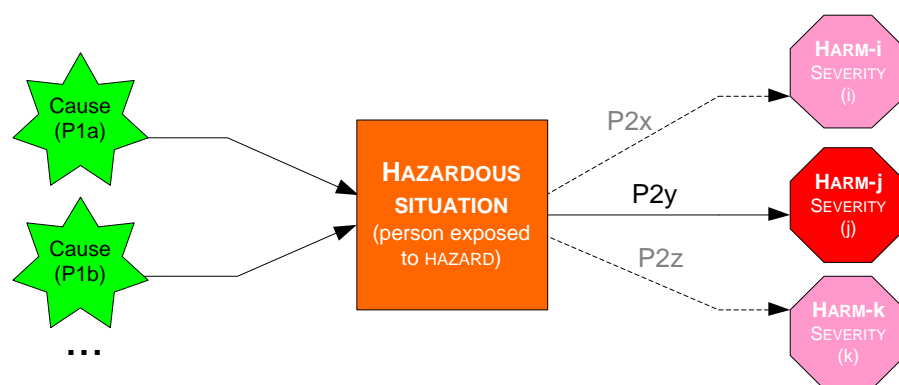 Cause
(P1a)
Cause
(P1b)
...
HAZARDOUS
SITUATION
(person exposed
to HAZARD)
P2x
P2y
P2z
HARM-i
SEVERITY
(i)
HARM-j
SEVERITY
(j)
HARM-k
SEVERITY
(k)